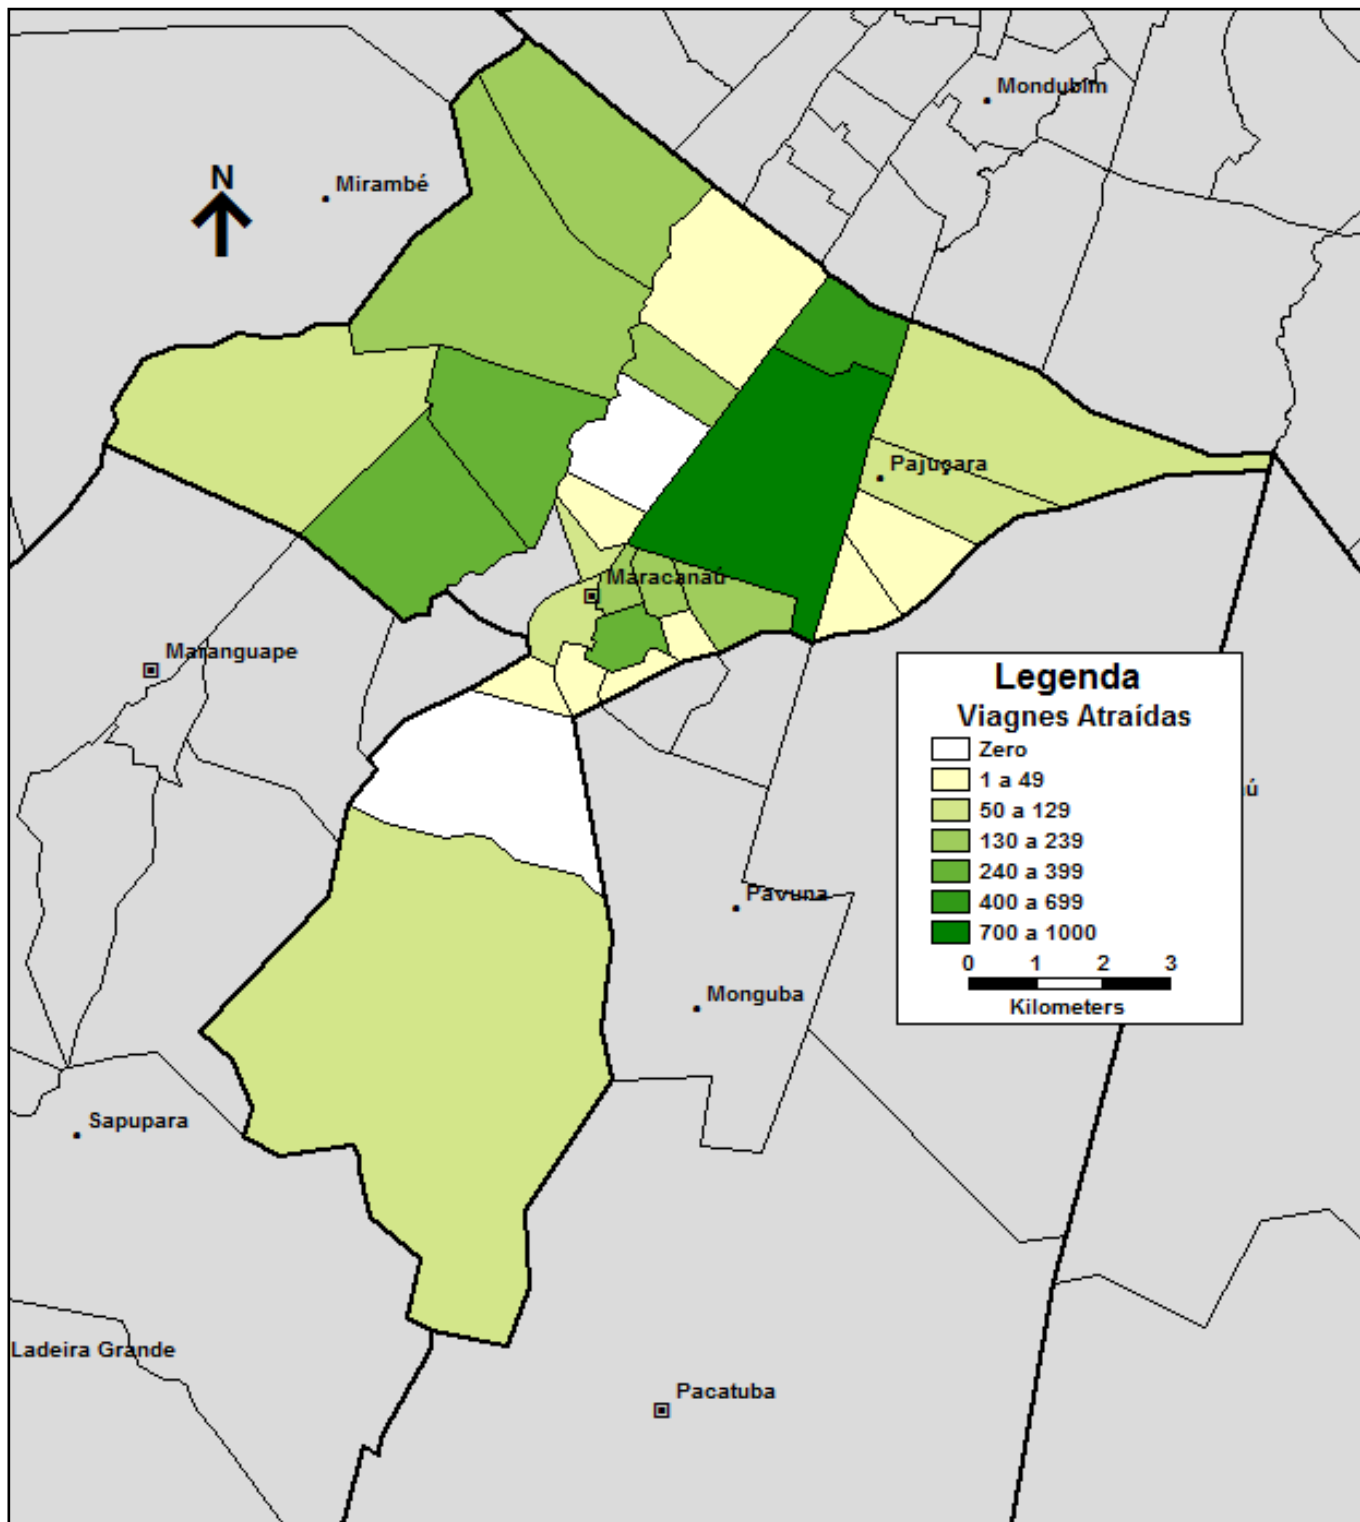 Mondubim
N
Mirambé
Pajuçara
Maracanaú
Maranguape
Legenda
Viagnes Atraídas
Zero
1 a 49
50 a 129
130 a 239
240 a 399
400 a 699
700 a 1000
0 1 2 3
Kilometers
ú
Pavuna
Monguba
Sapupara
Ladeira Grande
Pacatuba